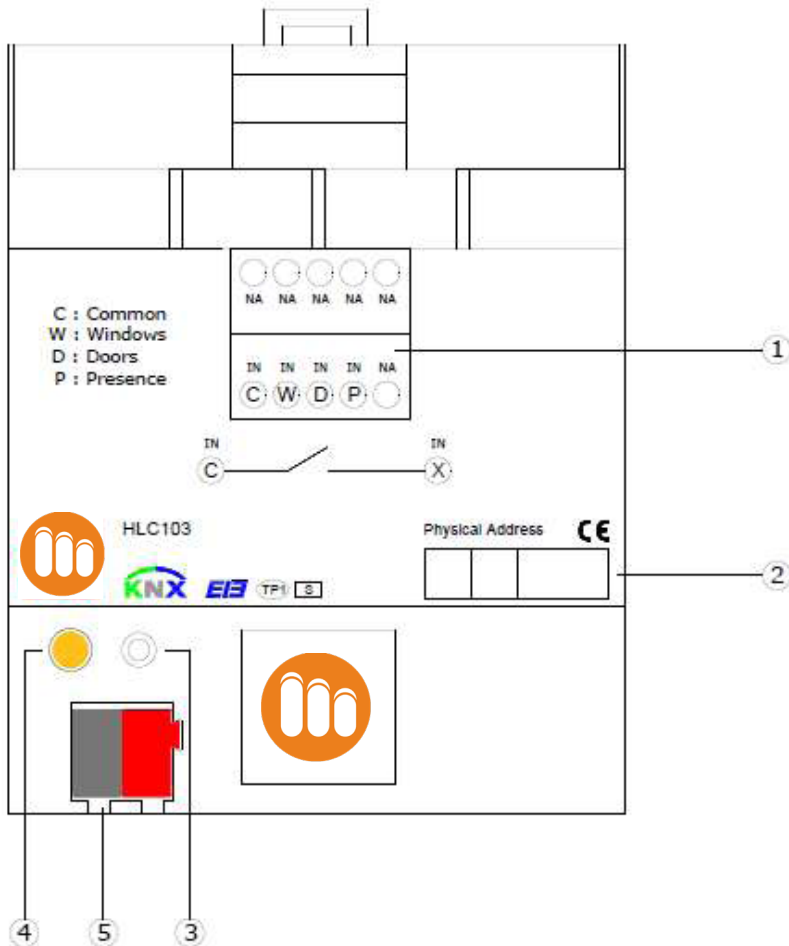 NA NA NA NA NA
C : Common
W : Windows
D : Doors
P : Presence
1
IN IN IN IN NA
C W D P
IN IN
C X
HLC103
Physical Address CE
KNX EIB TP1 S
2
4 5 3